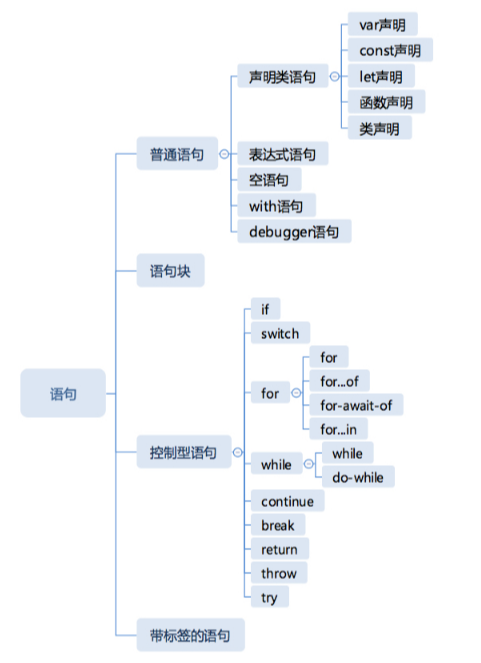 语句
普通语句
声明类语句
var声明
const声明
let声明
函数声明
类声明
表达式语句
空语句
with语句
debugger语句
语句块
控制型语句
if
switch
for
for
for...of
for-await-of
for...in
while
while
do-while
continue
break
return
throw
try
带标签的语句